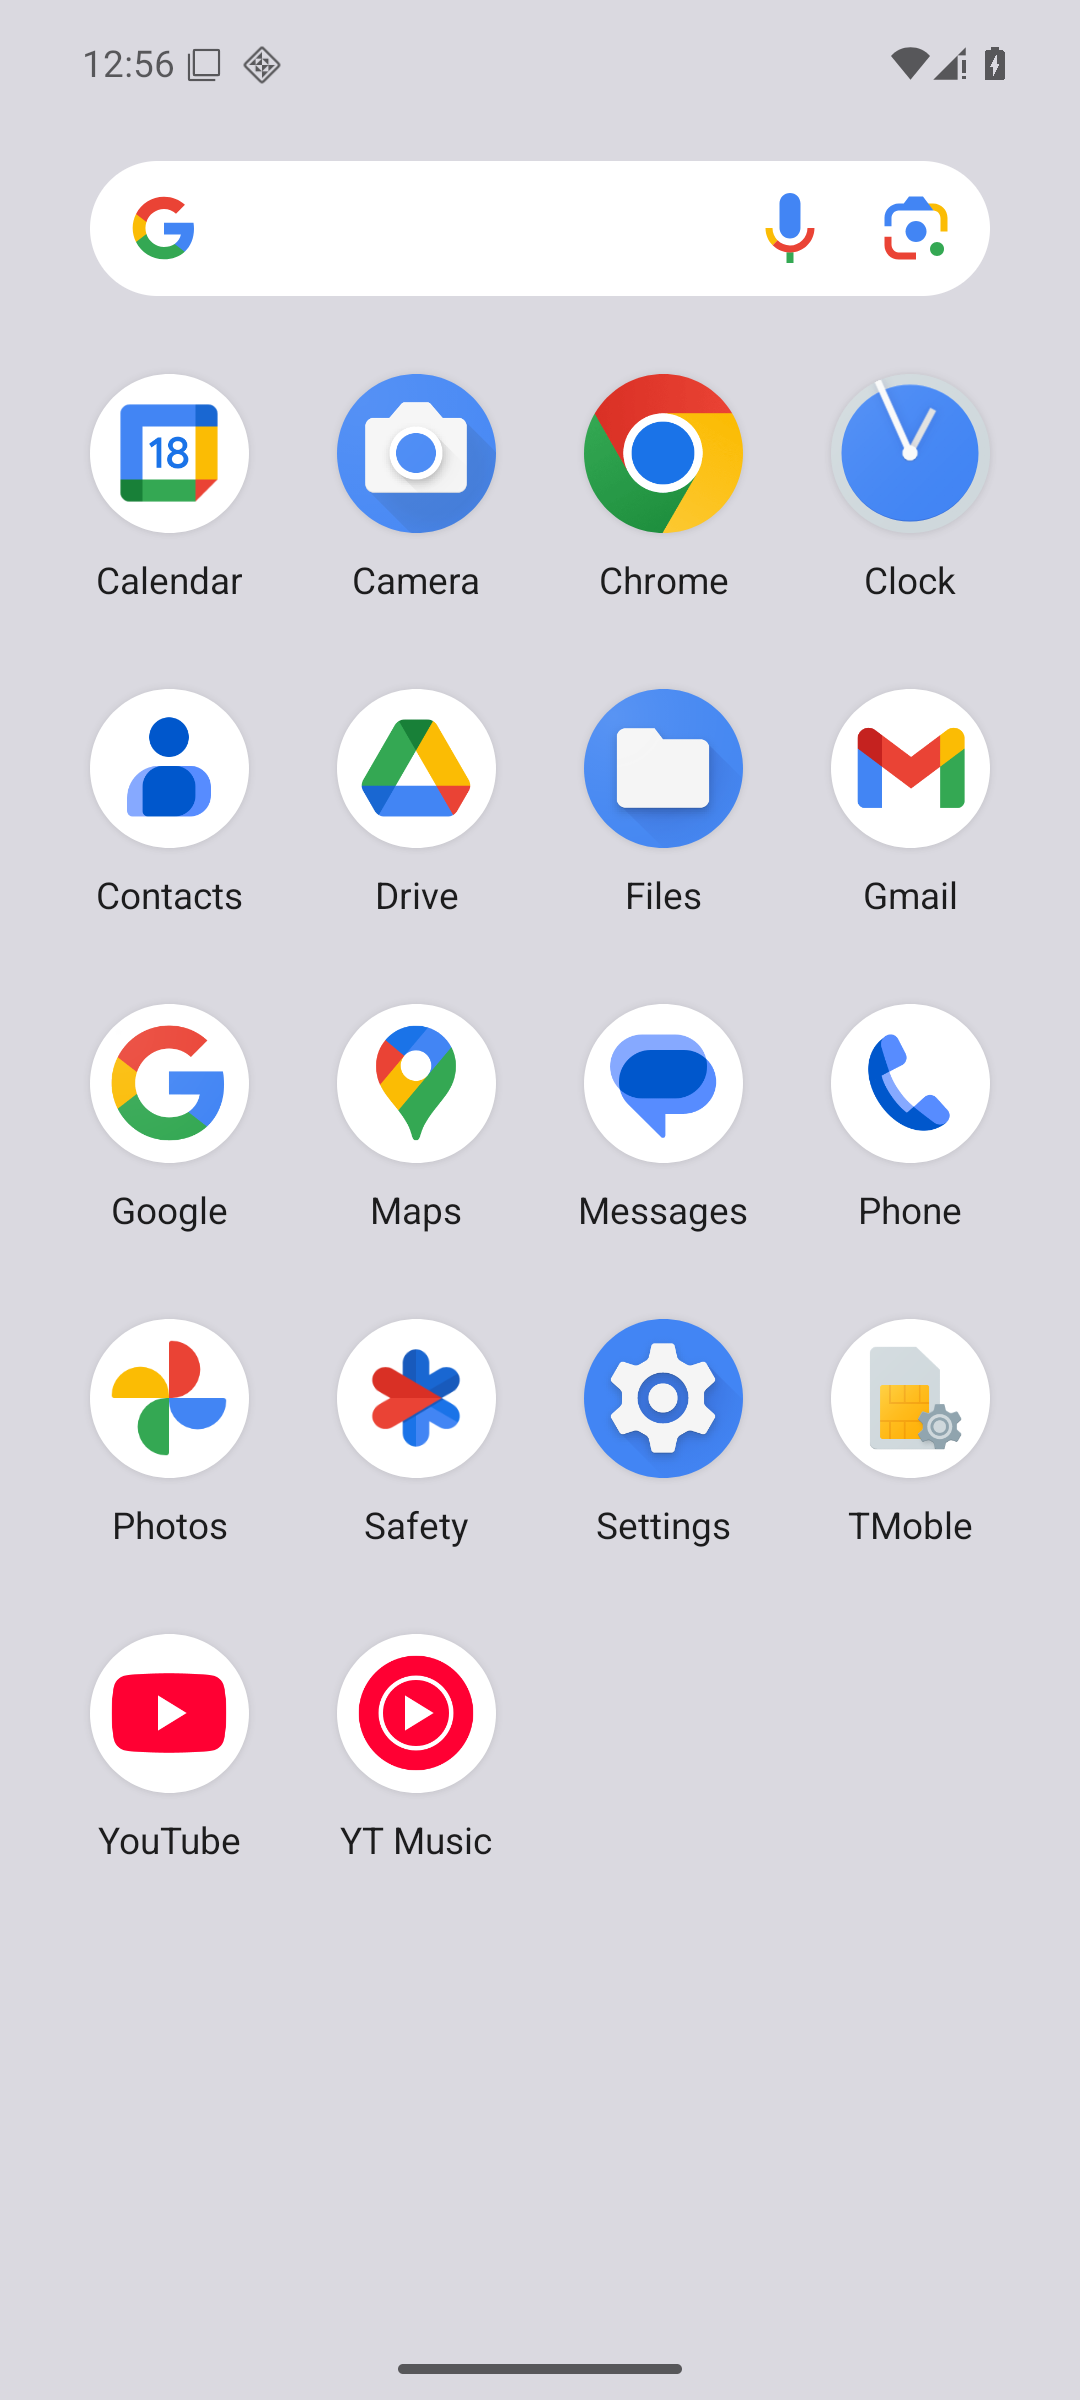 12:56
18
Calendar Camera Chrome Clock
Contacts Drive Files Gmail
Google Maps Messages Phone
Photos Safety Settings TMoble
YouTube YT Music